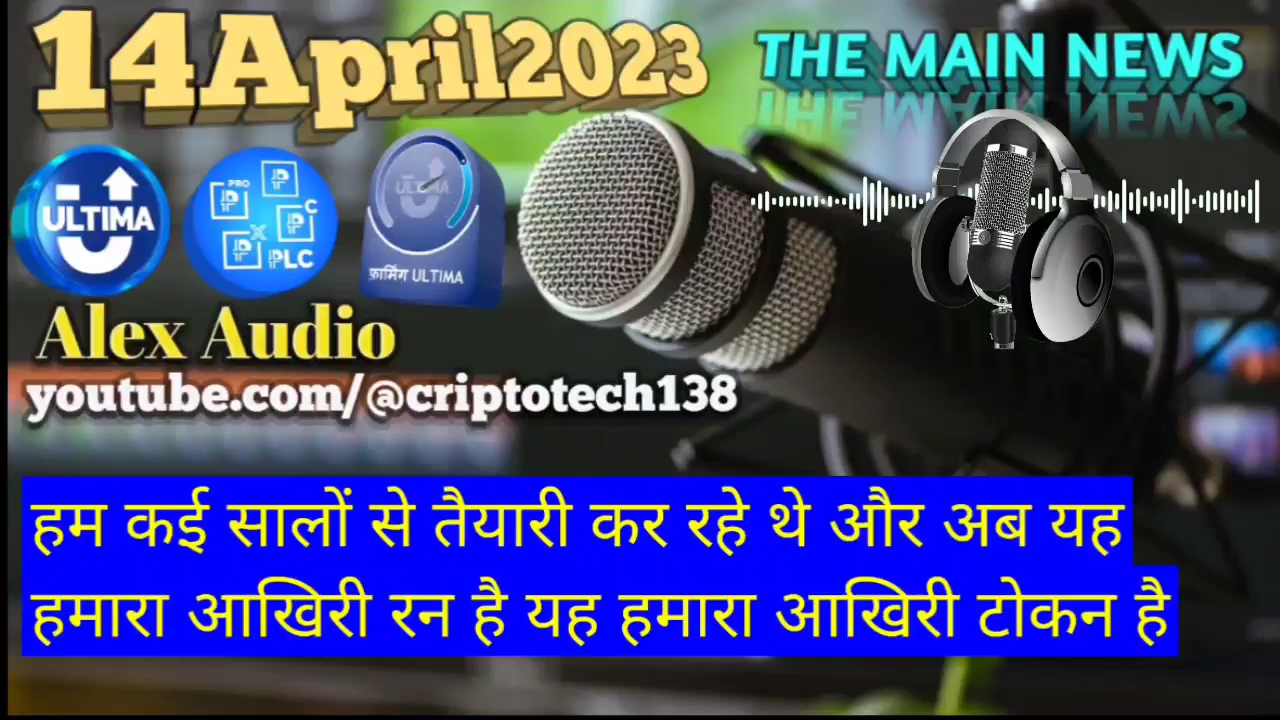 14April2023
THE MAIN NEWS
ULTIMA
PRO
C
X
PLC
ULTIMA
फ़ार्मिंग ULTIMA
Alex Audio
youtube.com/@criptotech138
हम कई सालों से तैयारी कर रहे थे और अब यह
हमारा आखिरी रन है यह हमारा आखिरी टोकन है